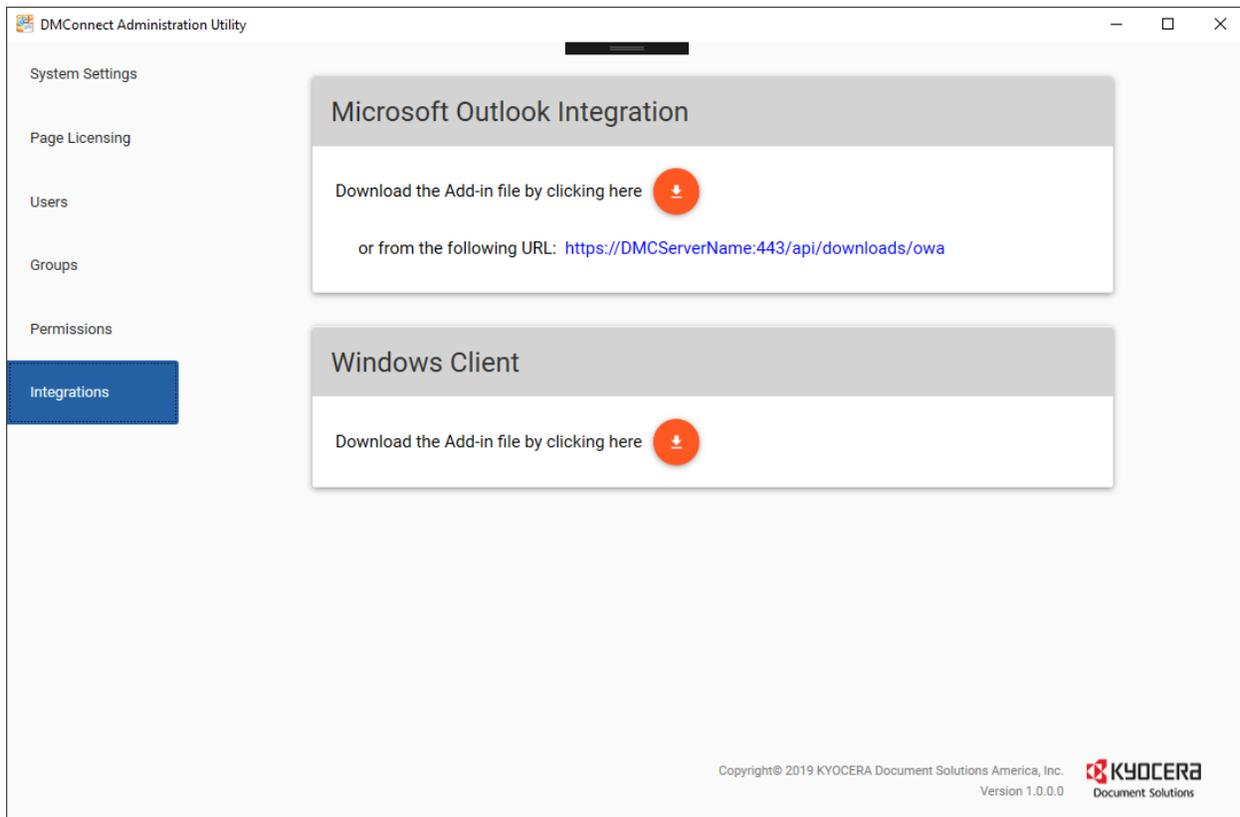 DMConnect Administration Utility
System Settings
Page Licensing
Users
Groups
Permissions
Integrations
Microsoft Outlook Integration
Download the Add-in file by clicking here
or from the following URL: https://DMCServerName:443/api/downloads/owa
Windows Client
Download the Add-in file by clicking here
Copyright© 2019 KYOCERA Document Solutions America, Inc.
Version 1.0.0.0
KYOCERA
Document Solutions